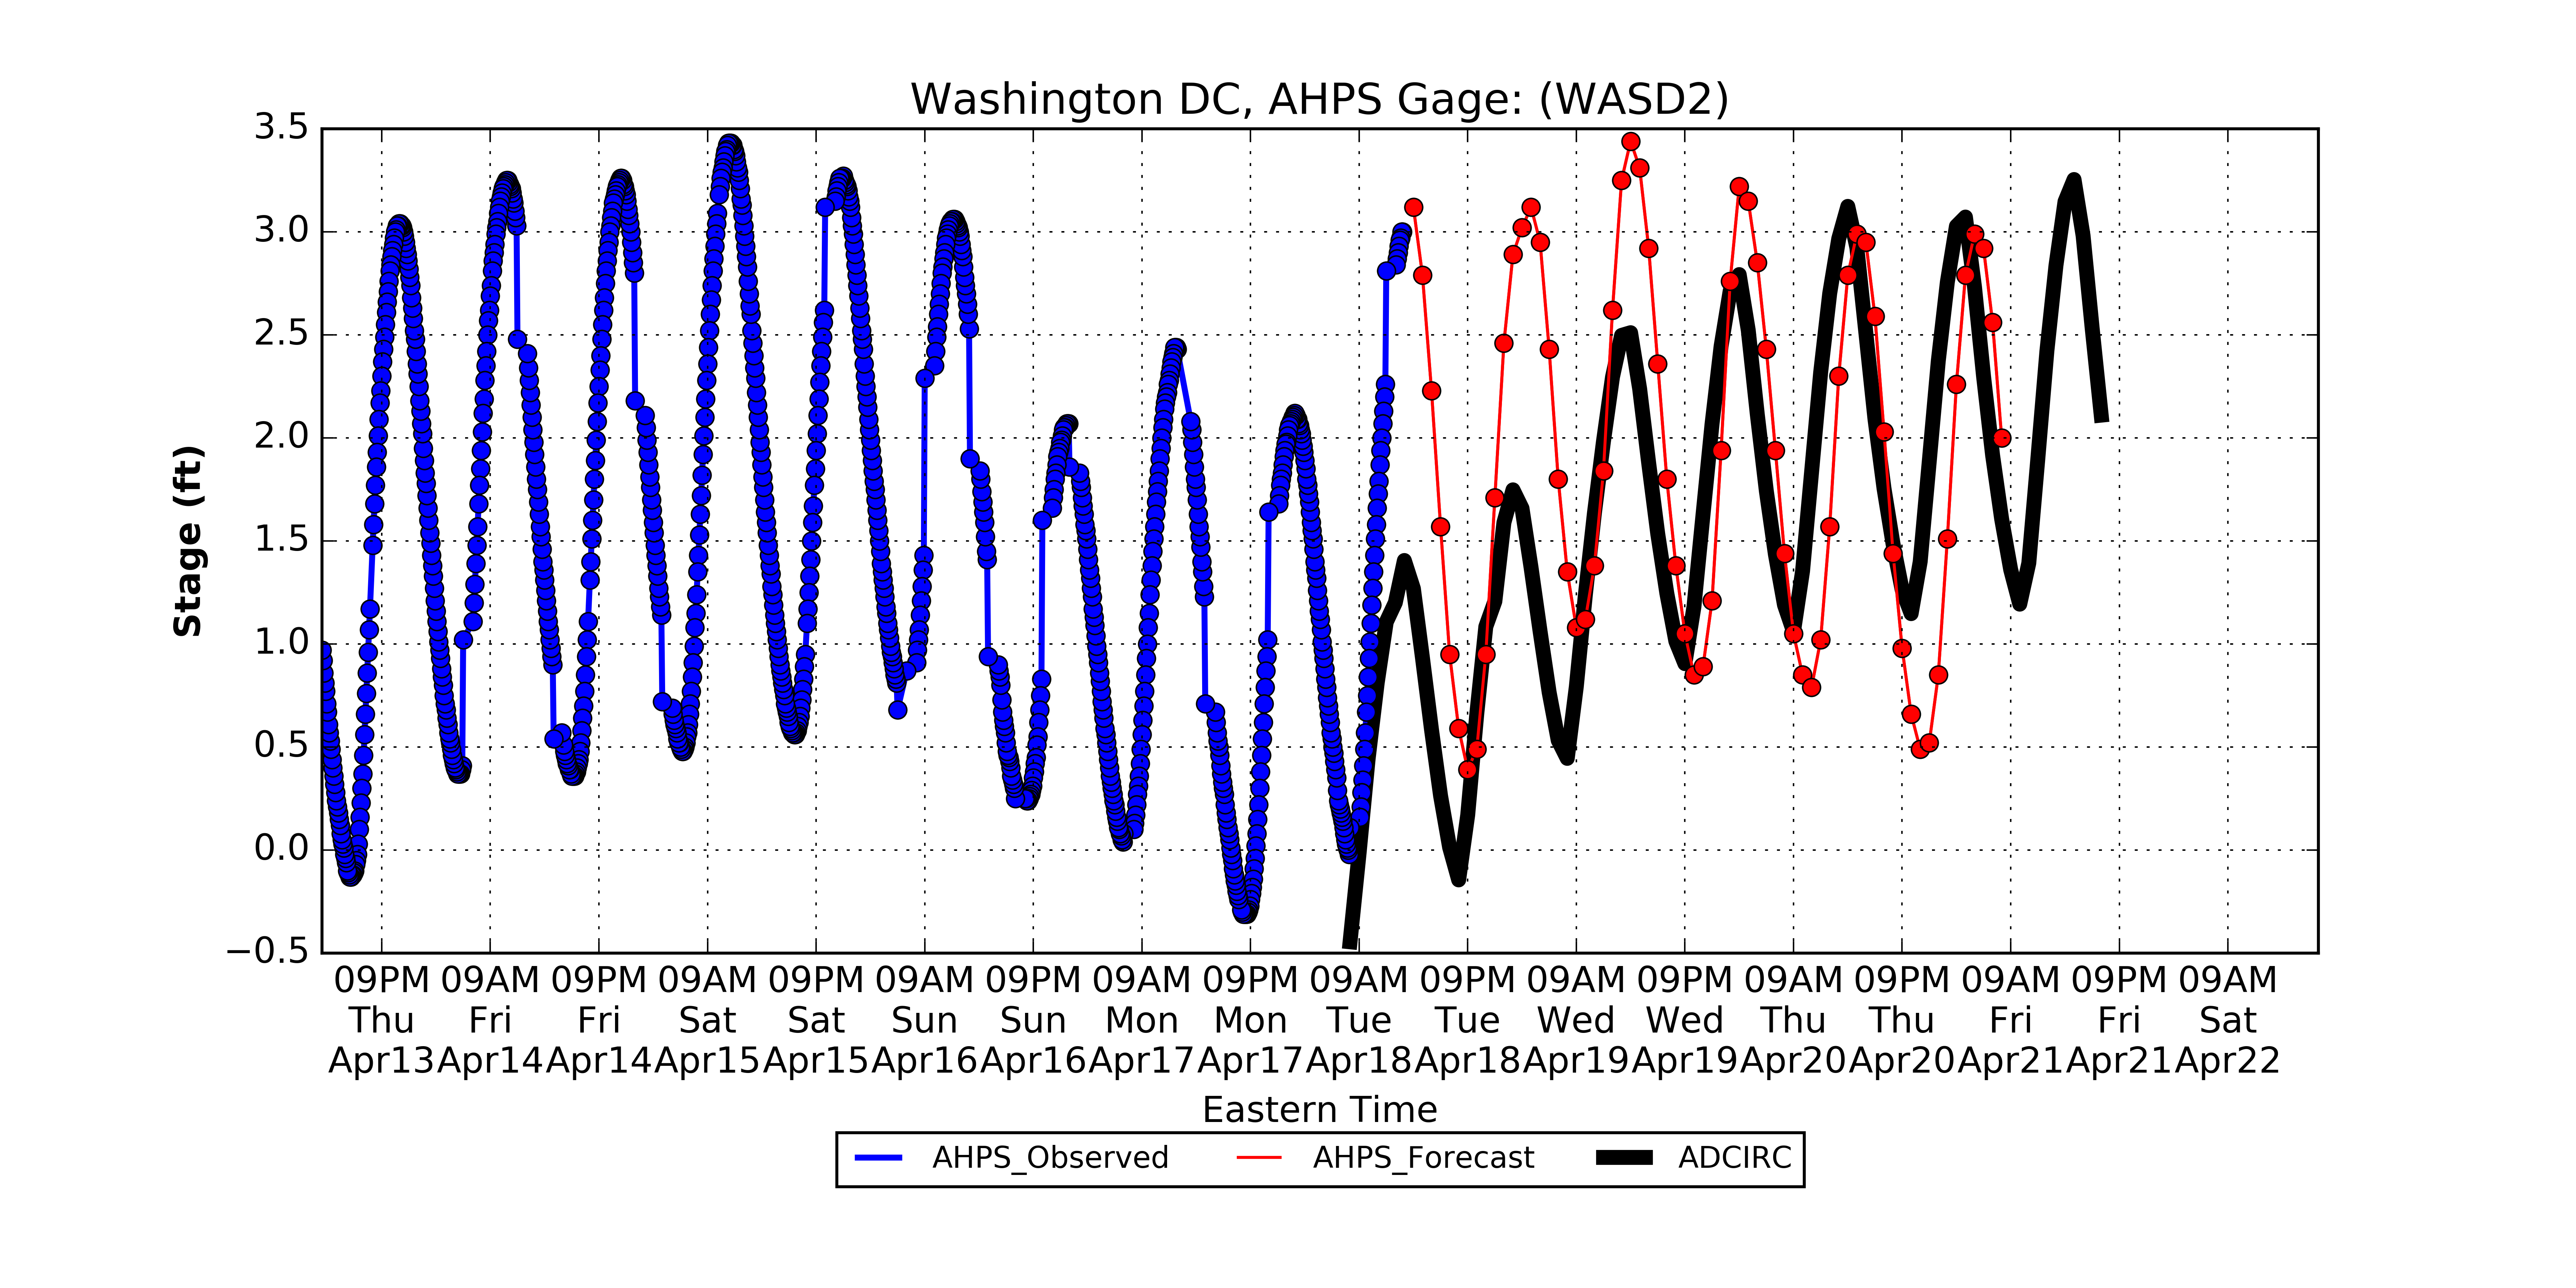 Washington DC, AHPS Gage: (WASD2)
3.5
3.0
2.5
2.0
1.5
1.0
0.5
0.0
−0.5
Stage (ft)
09PM 09AM 09PM 09AM 09PM 09AM 09PM 09AM 09PM 09AM 09PM 09AM 09PM 09AM 09PM 09AM 09PM 09AM
Thu Fri Fri Sat Sat Sun Sun Mon Mon Tue Tue Wed Wed Thu Thu Fri Fri Sat
Apr13 Apr14 Apr14 Apr15 Apr15 Apr16 Apr16 Apr17 Apr17 Apr18 Apr18 Apr19 Apr19 Apr20 Apr20 Apr21 Apr21 Apr22
Eastern Time
AHPS_Observed AHPS_Forecast ADCIRC